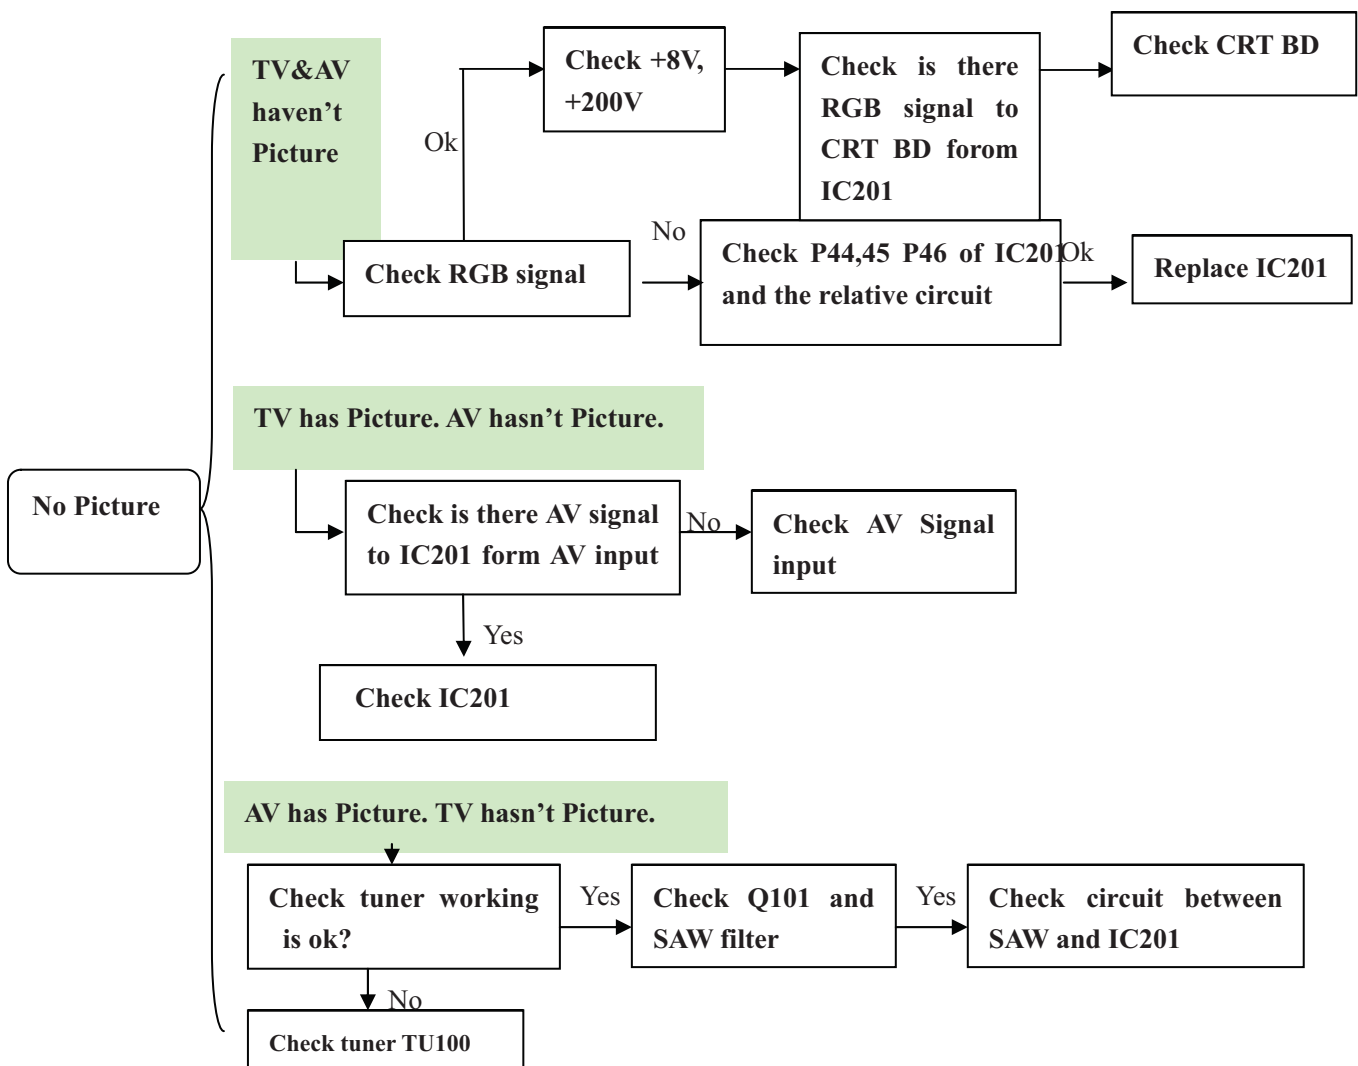 No Picture
TV&AV
haven’t
Picture
Ok
Check +8V,
+200V
Check is there
RGB signal to
CRT BD forom
IC201
Check CRT BD
Check RGB signal
No
Check P44,45 P46 of IC201
and the relative circuit
Ok
Replace IC201
TV has Picture. AV hasn’t Picture.
Check is there AV signal
to IC201 form AV input
No
Check AV Signal
input
Yes
Check IC201
AV has Picture. TV hasn’t Picture.
Check tuner working
is ok?
Yes
Check Q101 and
SAW filter
Yes
Check circuit between
SAW and IC201
No
Check tuner TU100